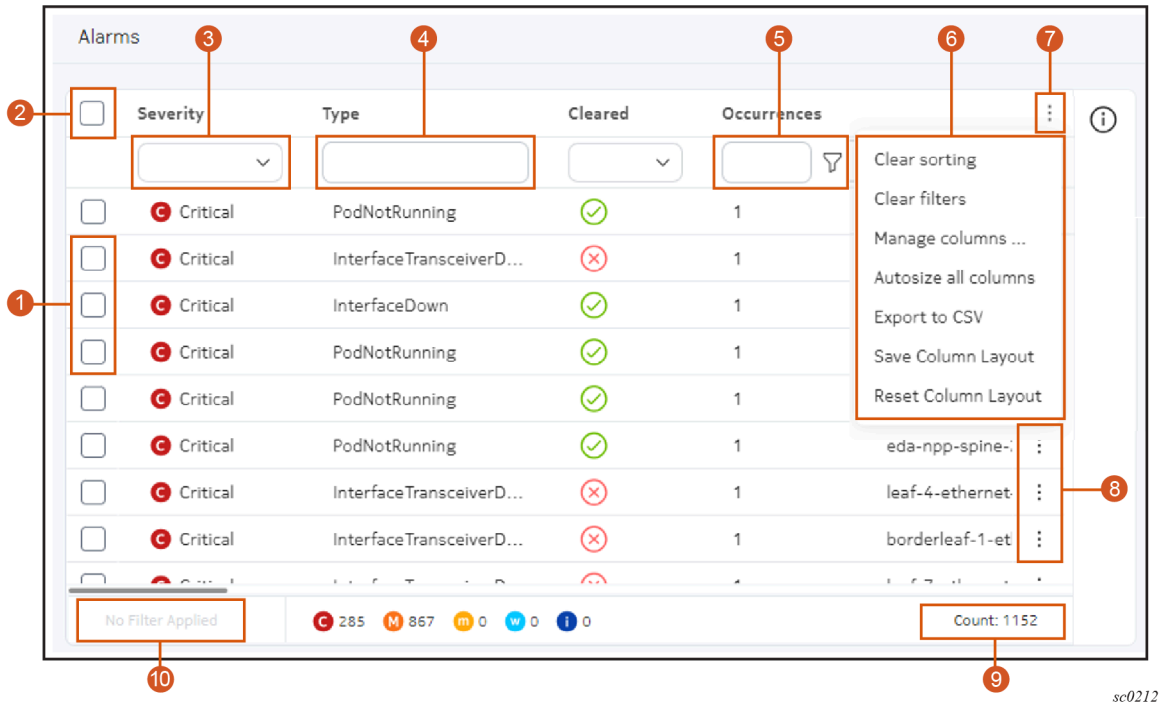 Alarms
3 4 5 6 7
2
Severity Type Cleared Occurrences
Clear sorting
Clear filters
Manage columns ...
Autosize all columns
Export to CSV
Save Column Layout
Reset Column Layout
C Critical PodNotRunning 1
C Critical InterfaceTransceiverD... 1
1
C Critical InterfaceDown 1
C Critical PodNotRunning 1
C Critical PodNotRunning 1
C Critical PodNotRunning 1 eda-npp-spine-
C Critical InterfaceTransceiverD... 1 leaf-4-ethernet-
8
C Critical InterfaceTransceiverD... 1 borderleaf-1-et
No Filter Applied C 285 M 867 m 0 w 0 i 0 Count: 1152
10 9
sc0212